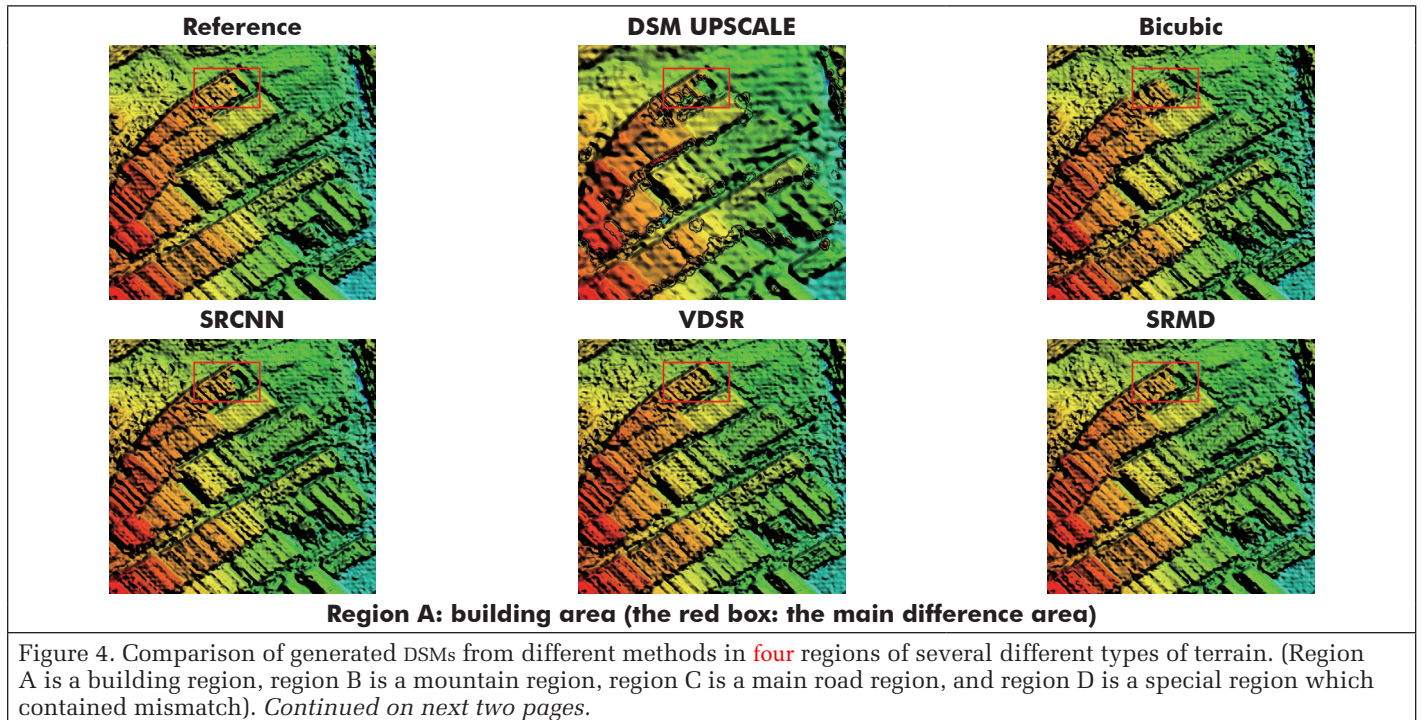 Reference
DSM UPSCALE
Bicubic
SRCNN
VDSR
SRMD
Region A: building area (the red box: the main difference area)
Figure 4. Comparison of generated DSMs from different methods in four regions of several different types of terrain. (Region
A is a building region, region B is a mountain region, region C is a main road region, and region D is a special region which
contained mismatch). Continued on next two pages.